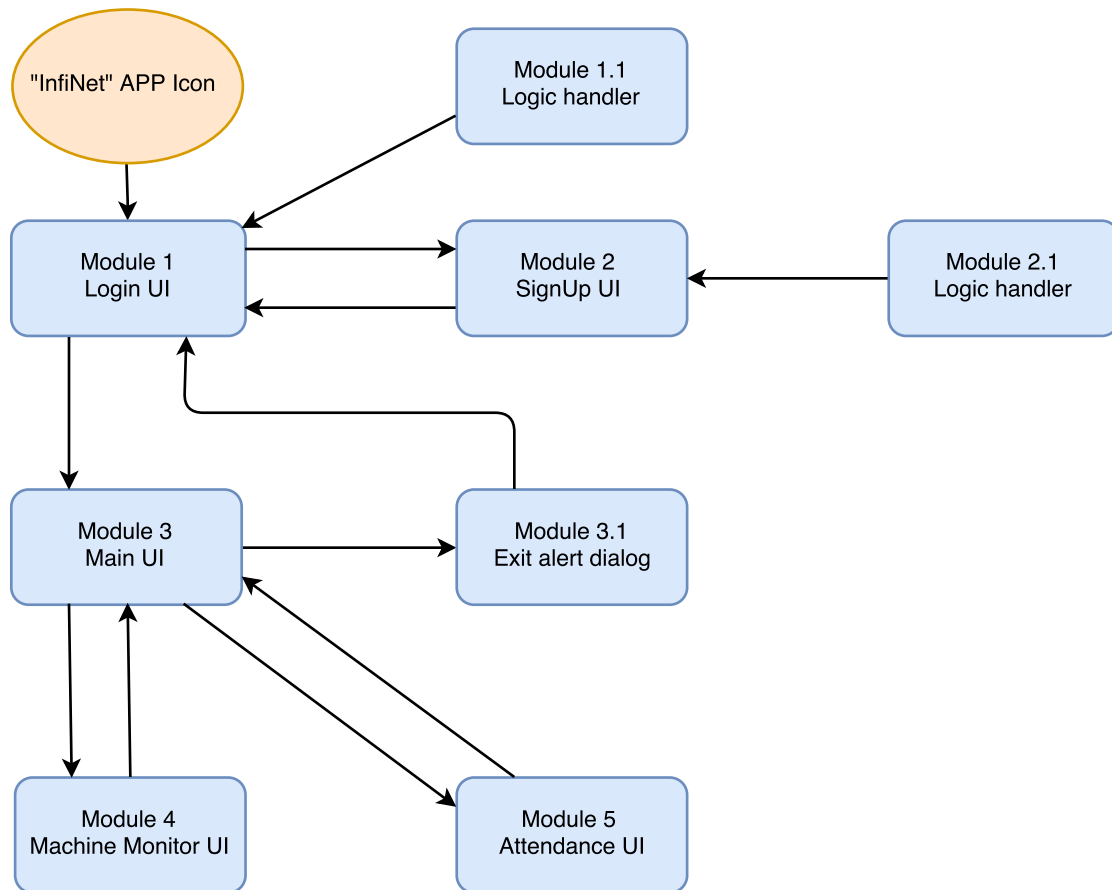 "InfiNet" APP Icon
Module 1.1
Logic handler
Module 1
Login UI
Module 2
SignUp UI
Module 2.1
Logic handler
Module 3
Main UI
Module 3.1
Exit alert dialog
Module 4
Machine Monitor UI
Module 5
Attendance UI